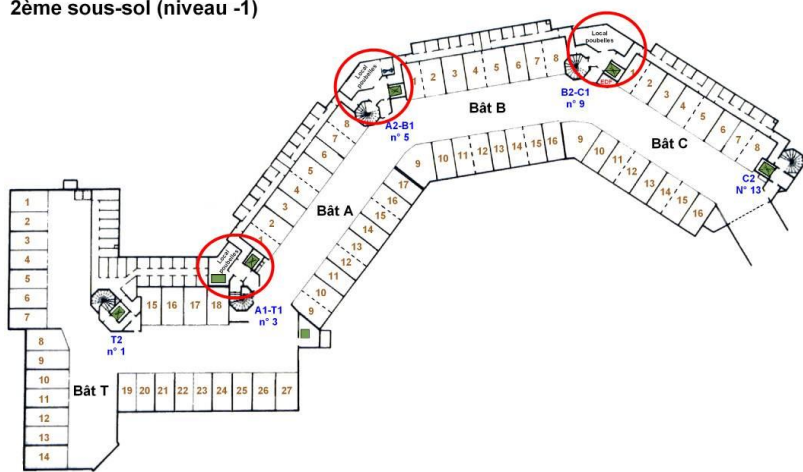 2ème sous-sol (niveau -1)
Local
poubelles
Local
poubelles
Local
poubelles
EDF
A2-B1
n° 5
B2-C1
n° 9
C2
N° 13
A1-T1
n° 3
T2
n° 1
Bât B
1 2 3 4 5 6 7 8
9 10 11 12 13 14 15 16
Bât C
1 2 3 4 5 6 7 8
9 10 11 12 13 14 15 16
Bât A
8
7
6
5
4
3
2
1
17
16
15
14
13
12
11
10
9
Bât T
1
2
3
4
5
6
7
8
9
10
11
12
13
14
15 16 17 18
19 20 21 22 23 24 25 26 27